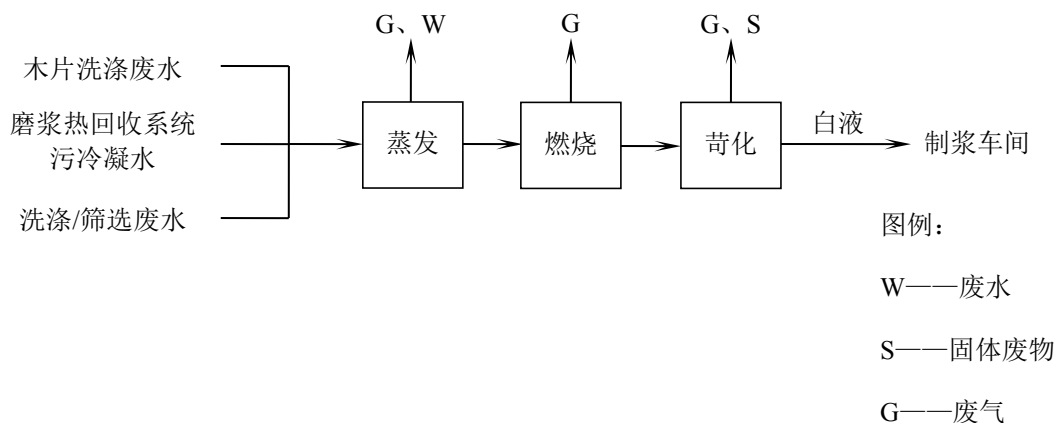 G、W
G
G、S
木片洗涤废水
磨浆热回收系统
污冷凝水
洗涤/筛选废水
蒸发
燃烧
苛化
白液
制浆车间
图例：
W——废水
S——固体废物
G——废气